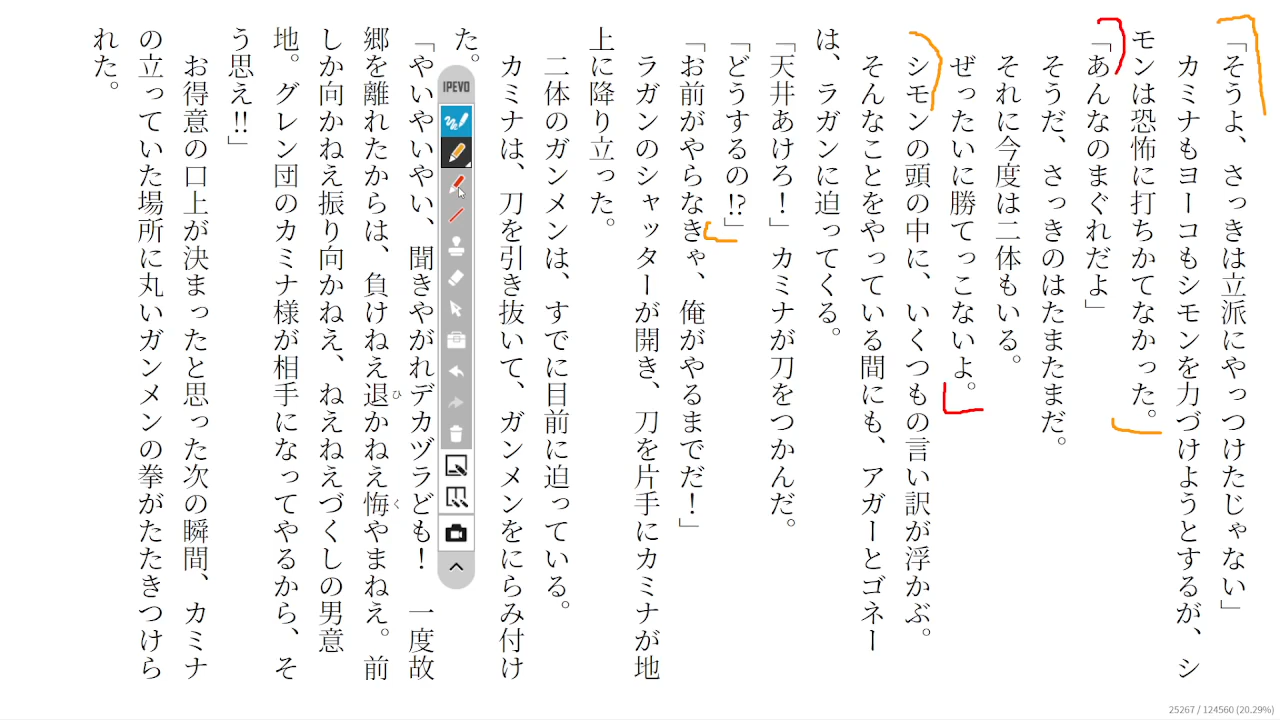 「そうよ、さっきは立派にやっつけたじゃない」
　カミナもヨーコもシモンを力づけようとするが、シ
モンは恐怖に打ちかてなかった。
「あんなのまぐれだよ」
　そうだ、さっきのはたまたまだ。
　それに今度は二体もいる。
　ぜったいに勝てっこないよ。
　シモンの頭の中に、いくつもの言い訳が浮かぶ。
　そんなことをやっている間にも、アガーとゴネー
は、ラガンに迫ってくる。
「天井あけろ！」カミナが刀をつかんだ。
「どうするの!?」
「お前がやらなきゃ、俺がやるまでだ！」
　ラガンのシャッターが開き、刀を片手にカミナが地
上に降り立った。
　二体のガンメンは、すでに目前に迫っている。
　カミナは、刀を引き抜いて、ガンメンをにらみ付け
た。
「やいやいやい、聞きやがれデカヅラども！　一度故
郷を離れたからは、負けねえ退かねえ悔やまねえ。前
ひ
く
しか向かねえ振り向かねえ、ねえねえづくしの男意
地。グレン団のカミナ様が相手になってやるから、そ
う思え!!」
　お得意の口上が決まったと思った次の瞬間、カミナ
の立っていた場所に丸いガンメンの拳がたたきつけら
れた。
IPEVO
25267 / 124560 (20.29%)